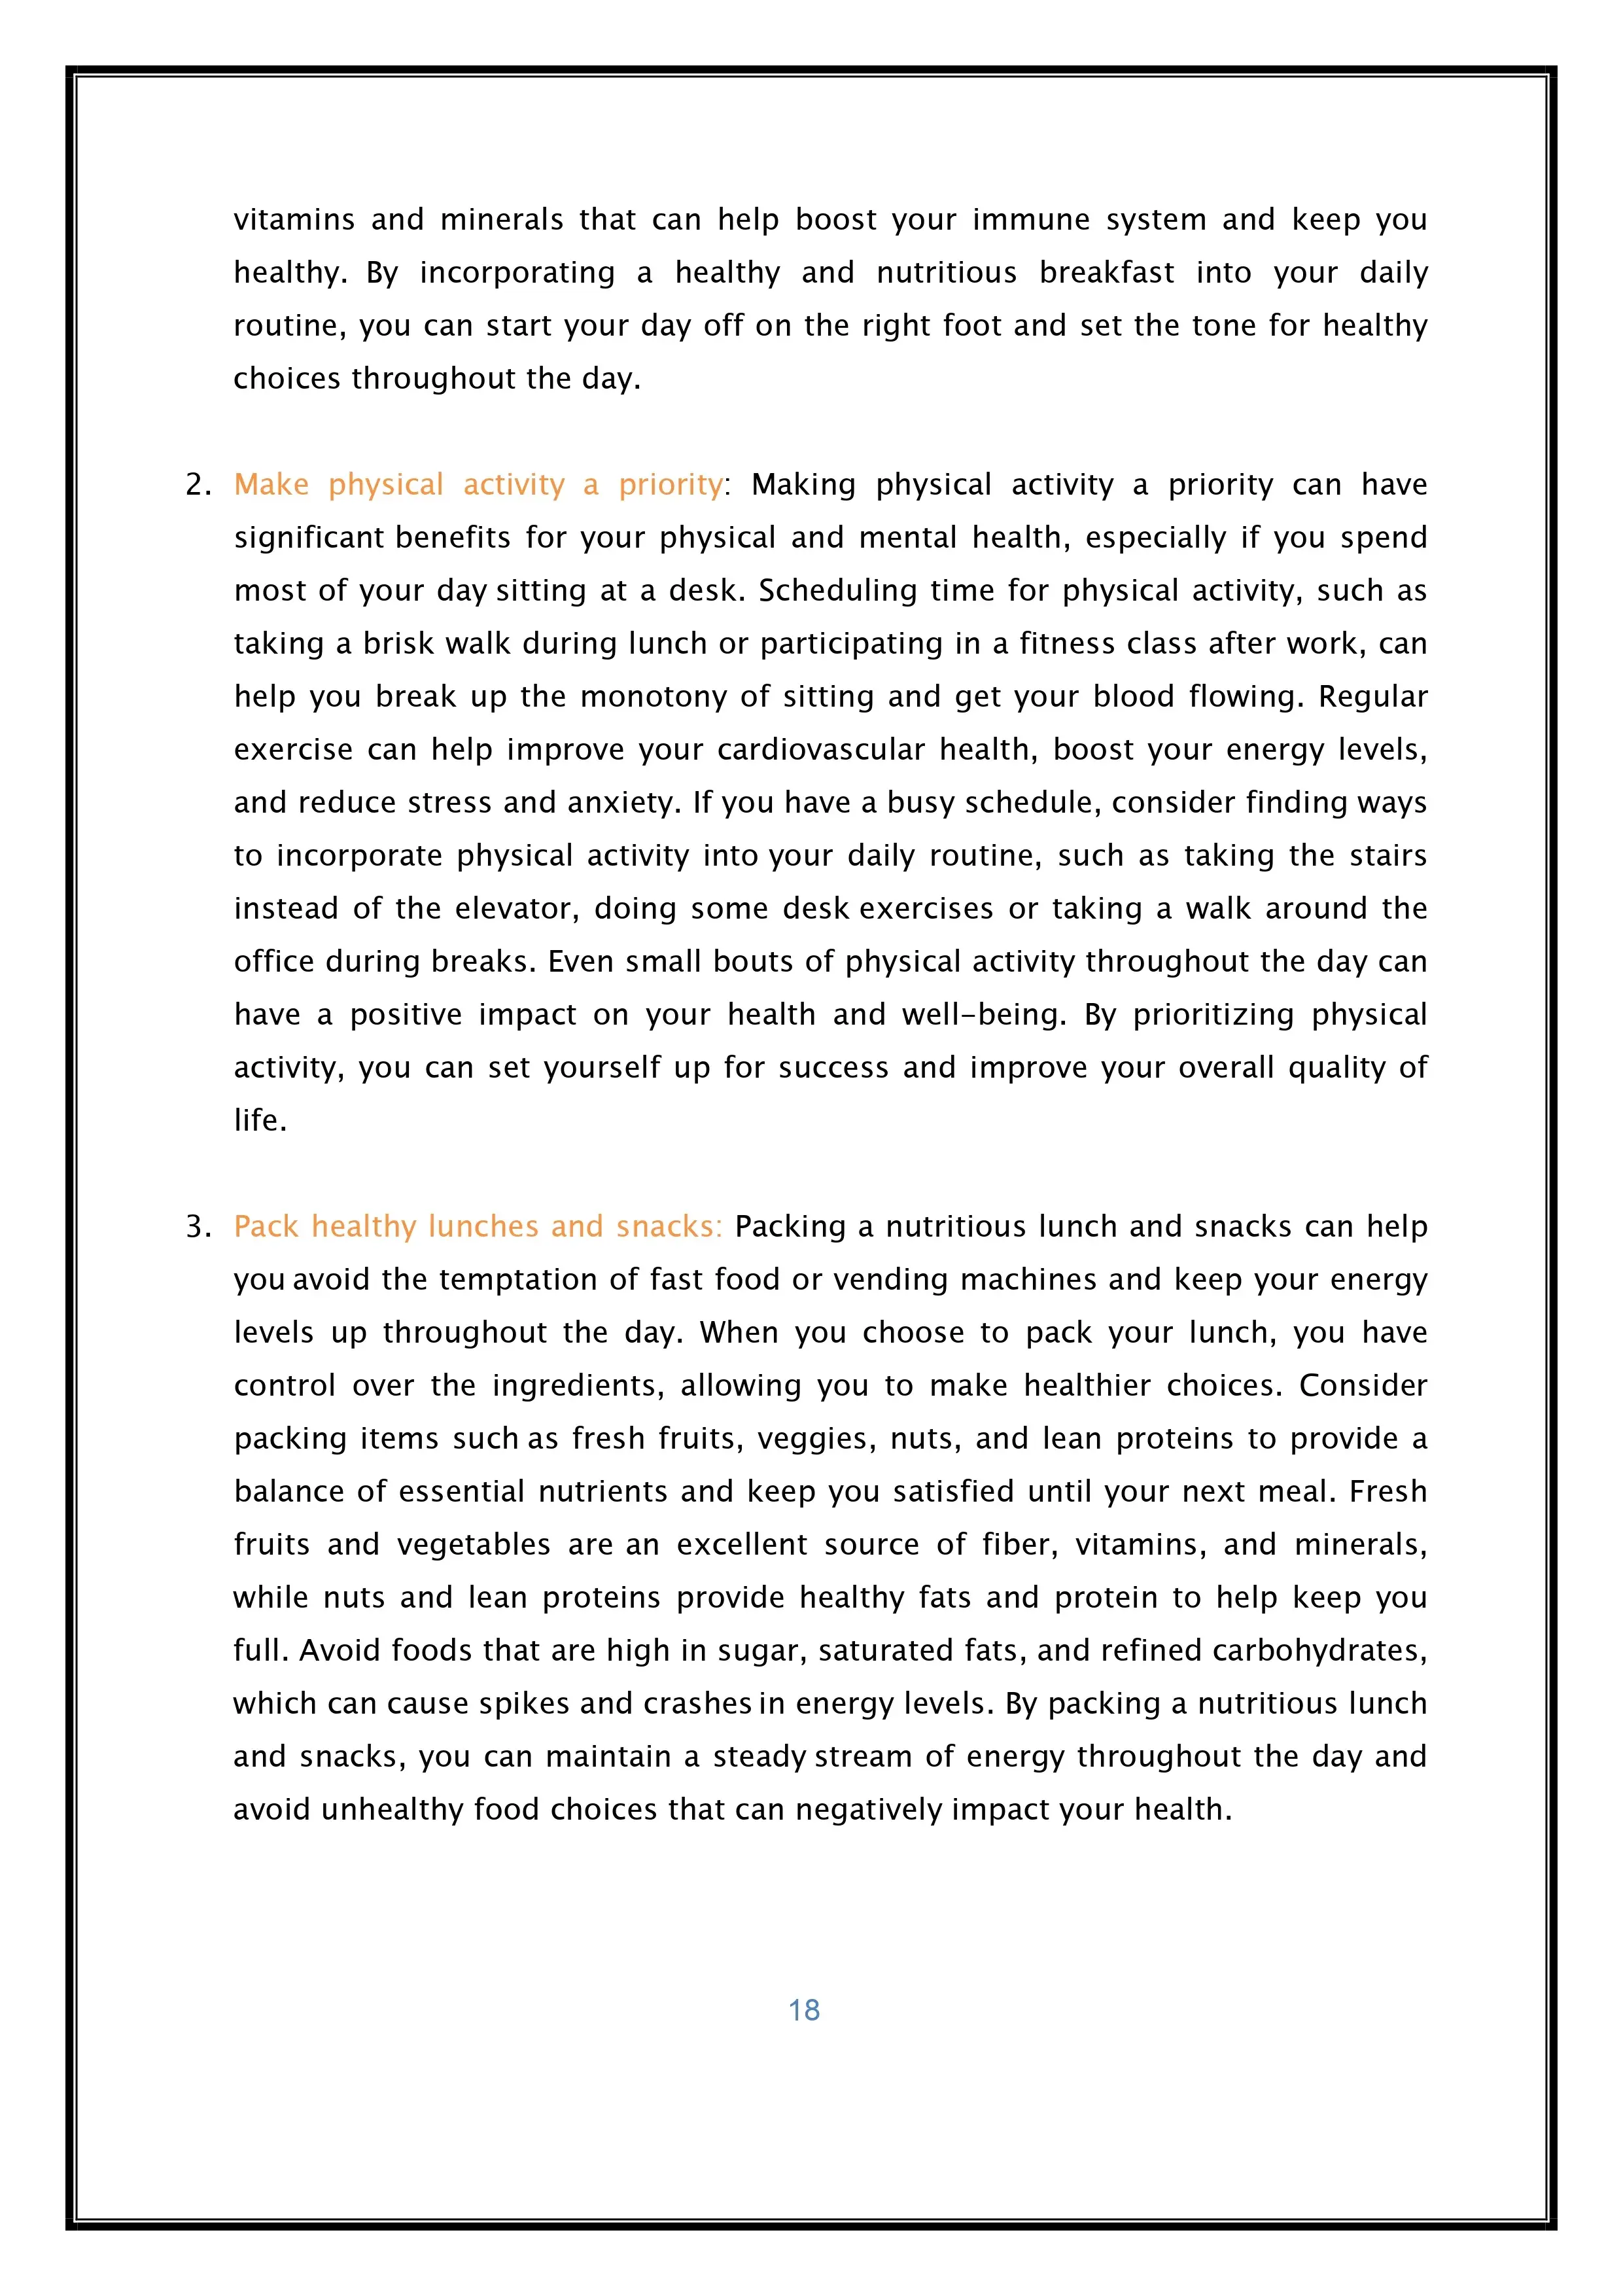 vitamins and minerals that can help boost your immune system and keep you
healthy. By incorporating a healthy and nutritious breakfast into your daily
routine, you can start your day off on the right foot and set the tone for healthy
choices throughout the day.
2. Make physical activity a priority: Making physical activity a priority can have
significant benefits for your physical and mental health, especially if you spend
most of your day sitting at a desk. Scheduling time for physical activity, such as
taking a brisk walk during lunch or participating in a fitness class after work, can
help you break up the monotony of sitting and get your blood flowing. Regular
exercise can help improve your cardiovascular health, boost your energy levels,
and reduce stress and anxiety. If you have a busy schedule, consider finding ways
to incorporate physical activity into your daily routine, such as taking the stairs
instead of the elevator, doing some desk exercises or taking a walk around the
office during breaks. Even small bouts of physical activity throughout the day can
have a positive impact on your health and well-being. By prioritizing physical
activity, you can set yourself up for success and improve your overall quality of
life.
3. Pack healthy lunches and snacks: Packing a nutritious lunch and snacks can help
you avoid the temptation of fast food or vending machines and keep your energy
levels up throughout the day. When you choose to pack your lunch, you have
control over the ingredients, allowing you to make healthier choices. Consider
packing items such as fresh fruits, veggies, nuts, and lean proteins to provide a
balance of essential nutrients and keep you satisfied until your next meal. Fresh
fruits and vegetables are an excellent source of fiber, vitamins, and minerals,
while nuts and lean proteins provide healthy fats and protein to help keep you
full. Avoid foods that are high in sugar, saturated fats, and refined carbohydrates,
which can cause spikes and crashes in energy levels. By packing a nutritious lunch
and snacks, you can maintain a steady stream of energy throughout the day and
avoid unhealthy food choices that can negatively impact your health.
18